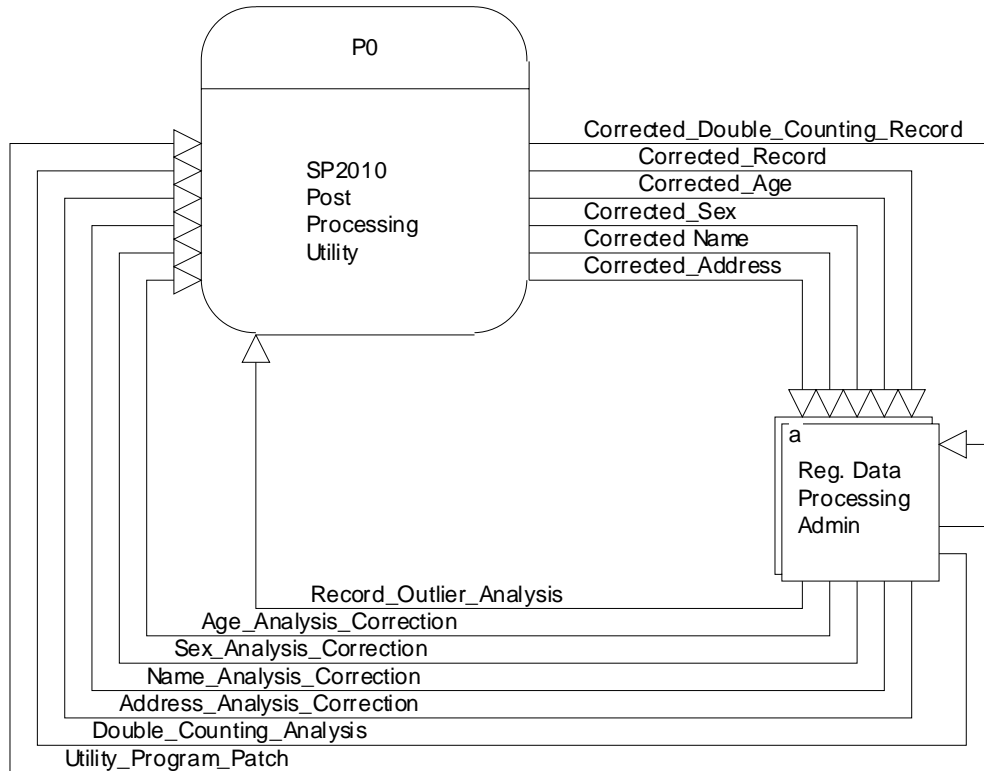 P0
SP2010
Post
Processing
Utility
Corrected_Double_Counting_Record
Corrected_Record
Corrected_Age
Corrected_Sex
Corrected Name
Corrected_Address
a
Reg. Data
Processing
Admin
Record_Outlier_Analysis
Age_Analysis_Correction
Sex_Analysis_Correction
Name_Analysis_Correction
Address_Analysis_Correction
Double_Counting_Analysis
Utility_Program_Patch